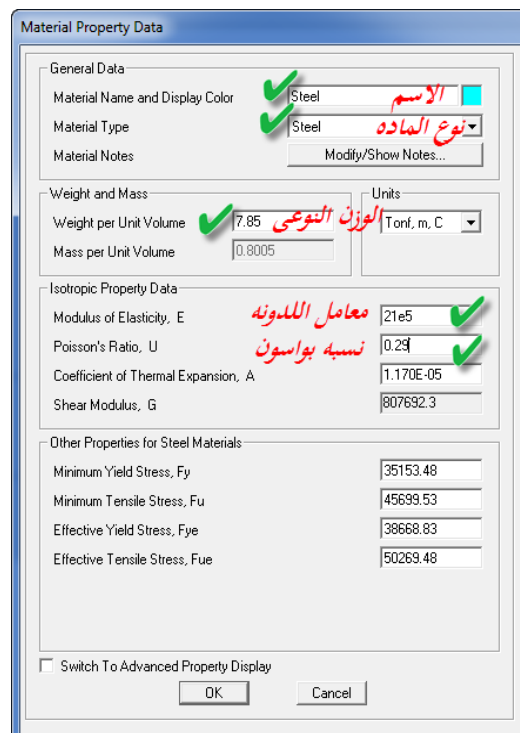 Material Property Data
General Data
Material Name and Display Color Steel الاسم
Material Type Steel نوع الماده
Material Notes Modify/Show Notes...
Weight and Mass Units
Weight per Unit Volume 7.85 الوزن النوعى Tonf, m, C
Mass per Unit Volume 0.8005
Isotropic Property Data
Modulus of Elasticity, E معامل اللدونه 21e5
Poisson's Ratio, U نسبه بواسون 0.29
Coefficient of Thermal Expansion, A 1.170E-05
Shear Modulus, G 807692.3
Other Properties for Steel Materials
Minimum Yield Stress, Fy 35153.48
Minimum Tensile Stress, Fu 45699.53
Effective Yield Stress, Fye 38668.83
Effective Tensile Stress, Fue 50269.48
Switch To Advanced Property Display
OK Cancel